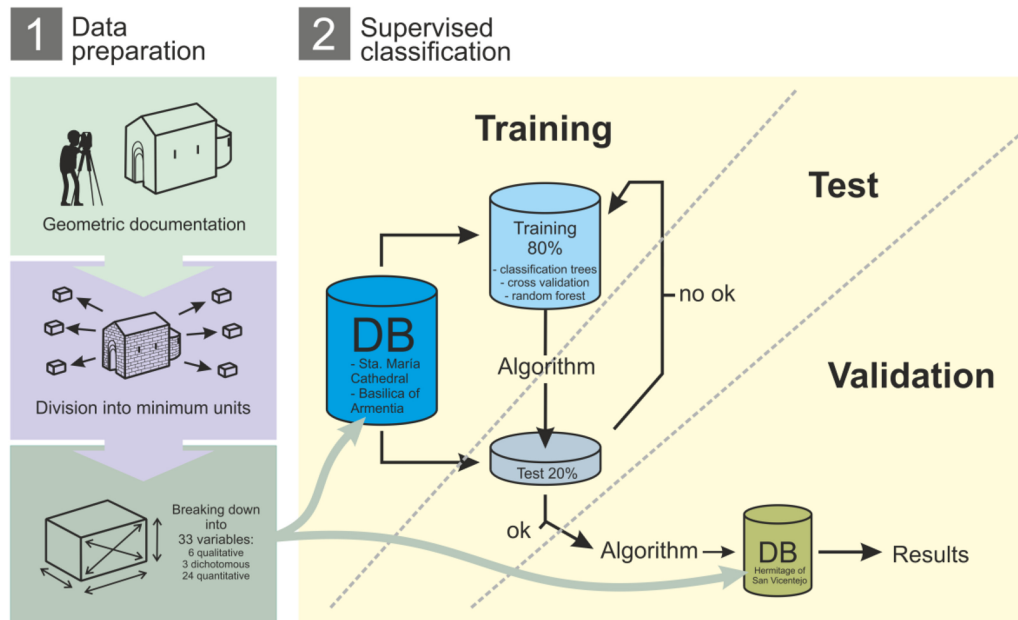 1 Data
preparation
2 Supervised
classification
Geometric documentation
Division into minimum units
Breaking down
into
33 variables:
6 qualitative
3 dichotomous
24 quantitative
Training
Test
Validation
Training
80%
- classification trees
- cross validation
- random forest
DB
- Sta. María
Cathedral
- Basilica of
Armentia
no ok
Algorithm
Test 20%
ok
Algorithm
DB
Hermitage of
San Vicentejo
Results